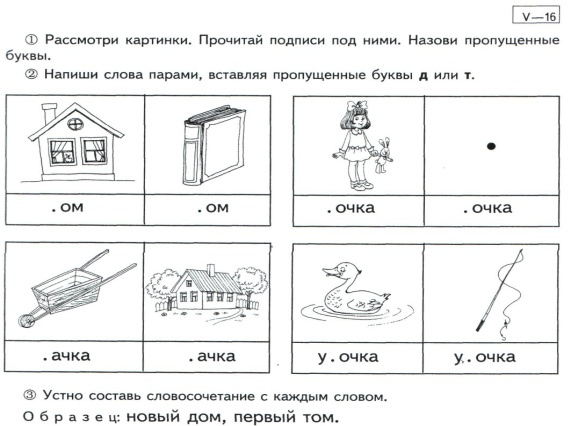 V—16
① Рассмотри картинки. Прочитай подписи под ними. Назови пропущенные
буквы.
② Напиши слова парами, вставляя пропущенные буквы д или т.
. ом . ом . очка . очка
. ачка . ачка у . очка у . очка
③ Устно составь словосочетание с каждым словом.
О б р а з е ц: новый дом, первый том.